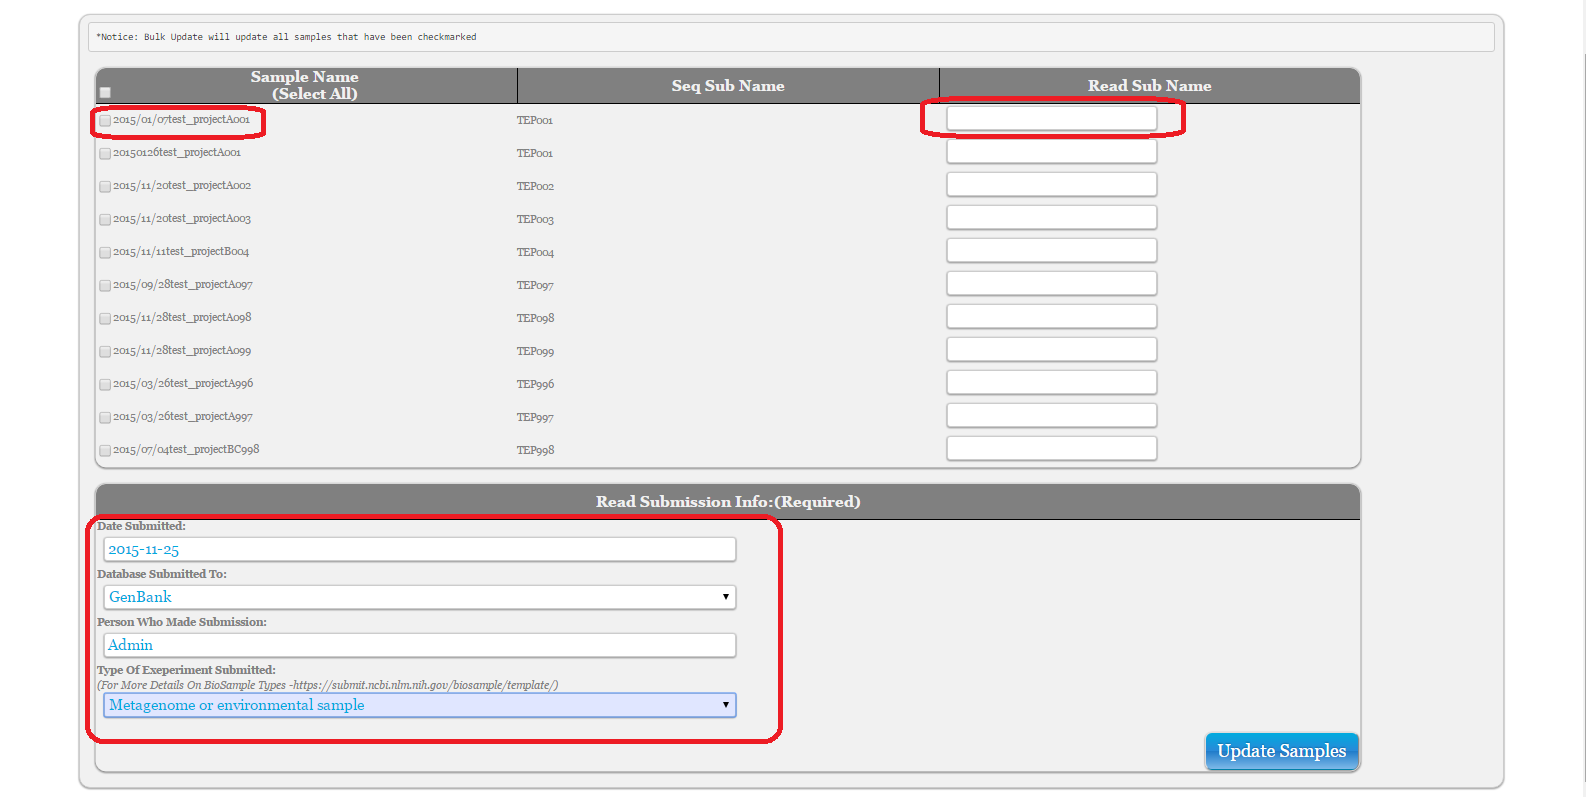 *Notice: Bulk Update will update all samples that have been checkmarked
Sample Name
(Select All)
Seq Sub Name
Read Sub Name
2015/01/07test_projectA001 TEP001
20150126test_projectA001 TEP001
2015/11/20test_projectA002 TEP002
2015/11/20test_projectA003 TEP003
2015/11/11test_projectB004 TEP004
2015/09/28test_projectA097 TEP097
2015/11/28test_projectA098 TEP098
2015/11/28test_projectA099 TEP099
2015/03/26test_projectA996 TEP996
2015/03/26test_projectA997 TEP997
2015/07/04test_projectBC998 TEP998
Read Submission Info:(Required)
Date Submitted:
2015-11-25
Database Submitted To:
GenBank
Person Who Made Submission:
Admin
Type Of Exeperiment Submitted:
(For More Details On BioSample Types -https://submit.ncbi.nlm.nih.gov/biosample/template/)
Metagenome or environmental sample
Update Samples